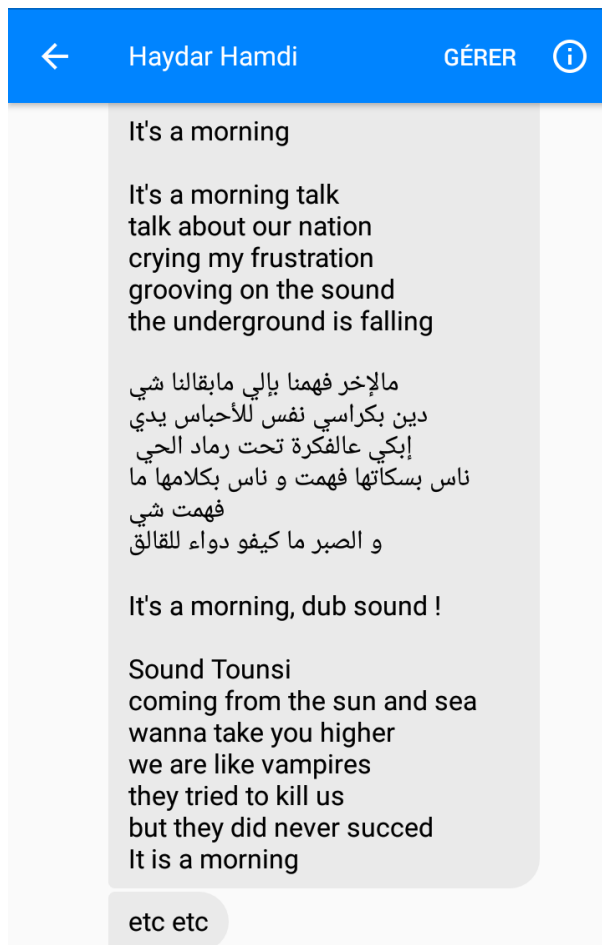 Haydar Hamdi
GÉRER
It's a morning
It's a morning talk
talk about our nation
crying my frustration
grooving on the sound
the underground is falling
مالإخر فهمنا بإلي مابقالنا شي
دين بكراسي نفس للأحباس يدي
إبكي عالفكرة تحت رماد الحي
ناس بسكاتها فهمت و ناس بكلامها ما
فهمت شي
و الصبر ما كيفو دواء للقالق
It's a morning, dub sound !
Sound Tounsi
coming from the sun and sea
wanna take you higher
we are like vampires
they tried to kill us
but they did never succed
It is a morning
etc etc